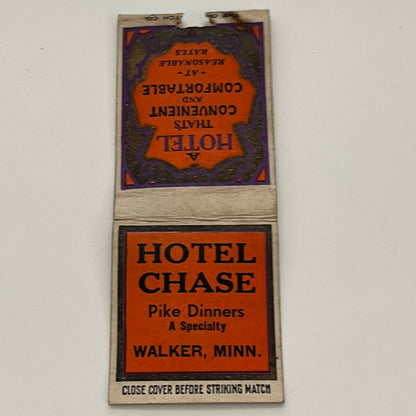 A
HOTEL
THAT'S
CONVENIENT
AND
COMFORTABLE
-AT-
REASONABLE
RATES
HOTEL
CHASE
Pike Dinners
A Specialty
WALKER, MINN.
CLOSE COVER BEFORE STRIKING MATCH